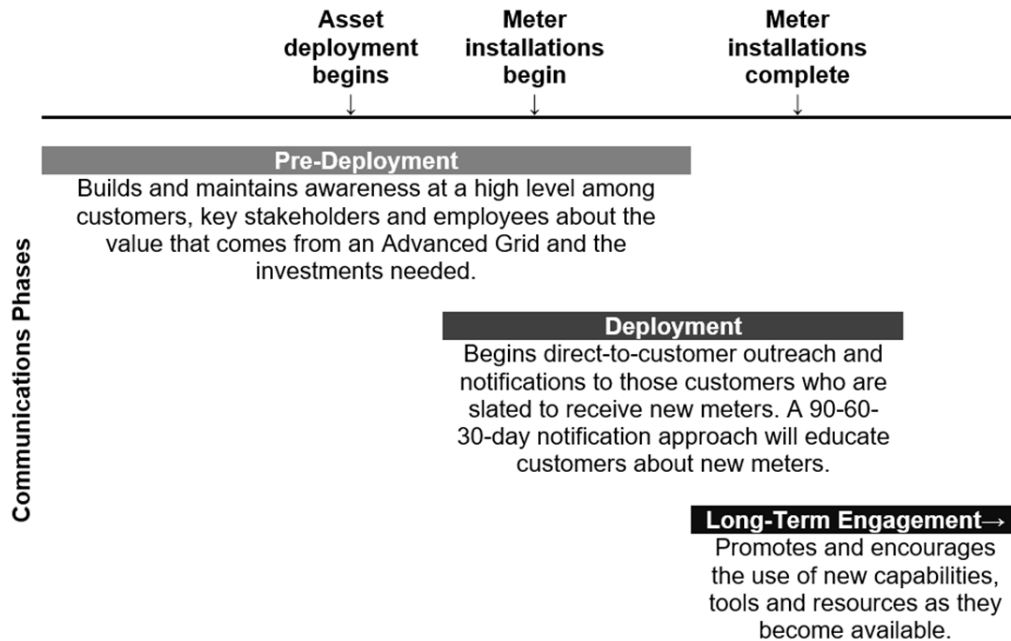 Asset
deployment
begins
↓
Meter
installations
begin
↓
Meter
installations
complete
↓
Communications Phases
Pre-Deployment
Builds and maintains awareness at a high level among
customers, key stakeholders and employees about the
value that comes from an Advanced Grid and the
investments needed.
Deployment
Begins direct-to-customer outreach and
notifications to those customers who are
slated to receive new meters. A 90-60-
30-day notification approach will educate
customers about new meters.
Long-Term Engagement→
Promotes and encourages
the use of new capabilities,
tools and resources as they
become available.